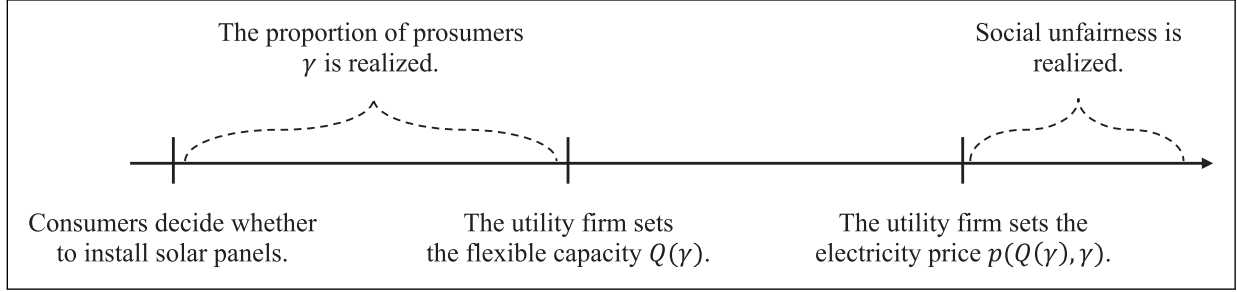 The proportion of prosumers
γ is realized.
Social unfairness is
realized.
Consumers decide whether
to install solar panels.
The utility firm sets
the flexible capacity Q(γ).
The utility firm sets the
electricity price p(Q(γ), γ).